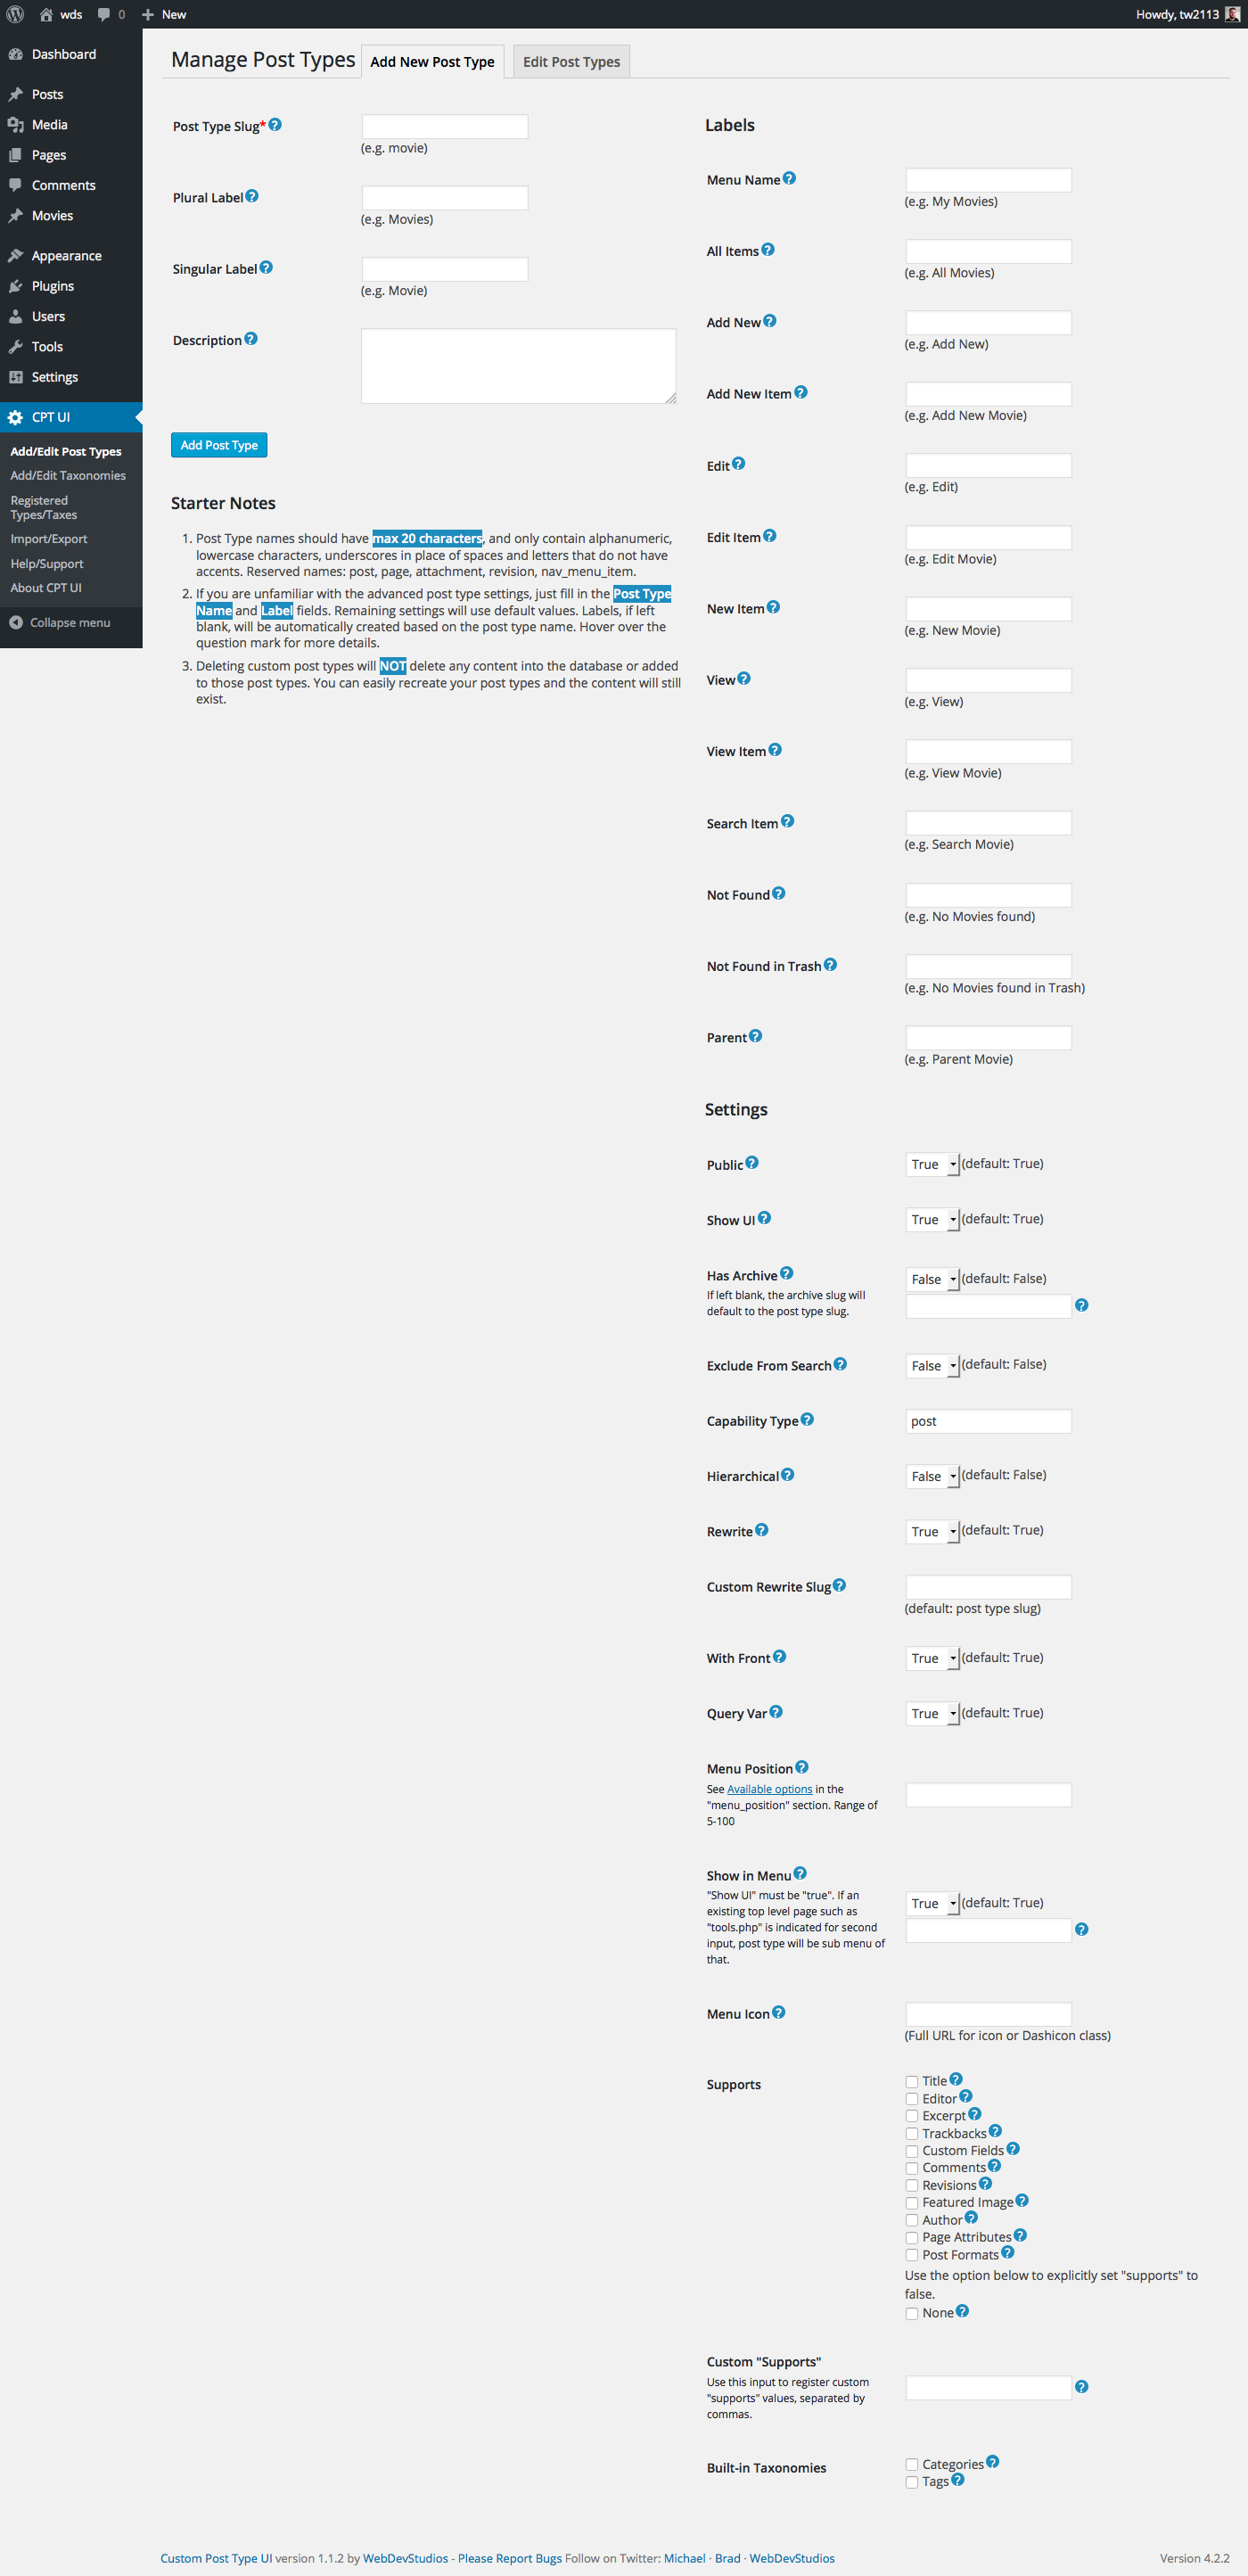 wds
0
New
Howdy, tw2113
Dashboard
Posts
Media
Pages
Comments
Movies
Appearance
Plugins
Users
Tools
Settings
CPT UI
Add/Edit Post Types
Add/Edit Taxonomies
Registered
Types/Taxes
Import/Export
Help/Support
About CPT UI
Collapse menu
Manage Post Types
Add New Post Type
Edit Post Types
Post Type Slug*
(e.g. movie)
Plural Label
(e.g. Movies)
Singular Label
(e.g. Movie)
Description
Add Post Type
Starter Notes
1. Post Type names should have max 20 characters, and only contain alphanumeric,
lowercase characters, underscores in place of spaces and letters that do not have
accents. Reserved names: post, page, attachment, revision, nav_menu_item.
2. If you are unfamiliar with the advanced post type settings, just fill in the Post Type
Name and Label fields. Remaining settings will use default values. Labels, if left
blank, will be automatically created based on the post type name. Hover over the
question mark for more details.
3. Deleting custom post types will NOT delete any content into the database or added
to those post types. You can easily recreate your post types and the content will still
exist.
Labels
Menu Name
(e.g. My Movies)
All Items
(e.g. All Movies)
Add New
(e.g. Add New)
Add New Item
(e.g. Add New Movie)
Edit
(e.g. Edit)
Edit Item
(e.g. Edit Movie)
New Item
(e.g. New Movie)
View
(e.g. View)
View Item
(e.g. View Movie)
Search Item
(e.g. Search Movie)
Not Found
(e.g. No Movies found)
Not Found in Trash
(e.g. No Movies found in Trash)
Parent
(e.g. Parent Movie)
Settings
Public
True (default: True)
Show UI
True (default: True)
Has Archive
If left blank, the archive slug will
default to the post type slug.
False (default: False)
Exclude From Search
False (default: False)
Capability Type
post
Hierarchical
False (default: False)
Rewrite
True (default: True)
Custom Rewrite Slug
(default: post type slug)
With Front
True (default: True)
Query Var
True (default: True)
Menu Position
See Available options in the
"menu_position" section. Range of
5-100
Show in Menu
"Show UI" must be "true". If an
existing top level page such as
"tools.php" is indicated for second
input, post type will be sub menu of
that.
True (default: True)
Menu Icon
(Full URL for icon or Dashicon class)
Supports
Title
Editor
Excerpt
Trackbacks
Custom Fields
Comments
Revisions
Featured Image
Author
Page Attributes
Post Formats
Use the option below to explicitly set "supports" to
false.
None
Custom "Supports"
Use this input to register custom
"supports" values, separated by
commas.
Built-in Taxonomies
Categories
Tags
Custom Post Type UI version 1.1.2 by WebDevStudios - Please Report Bugs Follow on Twitter: Michael · Brad · WebDevStudios
Version 4.2.2